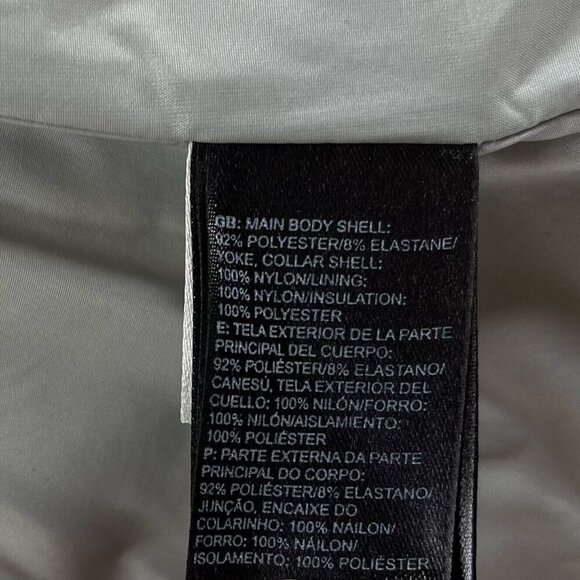 GB: MAIN BODY SHELL:
92% POLYESTER/8% ELASTANE/
YOKE, COLLAR SHELL:
100% NYLON/LINING:
100% NYLON/INSULATION:
100% POLYESTER
E: TELA EXTERIOR DE LA PARTE
PRINCIPAL DEL CUERPO:
92% POLIÉSTER/8% ELASTANO/
CANESÚ, TELA EXTERIOR DEL
CUELLO: 100% NILÓN/FORRO:
100% NILÓN/AISLAMIENTO:
100% POLIÉSTER
P: PARTE EXTERNA DA PARTE
PRINCIPAL DO CORPO:
92% POLIÉSTER/8% ELASTANO/
JUNÇÃO, ENCAIXE DO
COLARINHO: 100% NÁILON/
FORRO: 100% NÁILON/
ISOLAMENTO: 100% POLIÉSTER